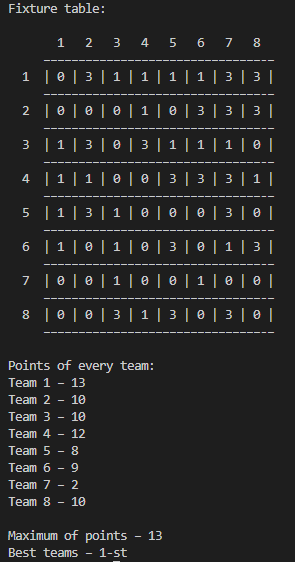 Fixture table:
1 2 3 4 5 6 7 8
1 | 0 | 3 | 1 | 1 | 1 | 1 | 3 | 3 |
2 | 0 | 0 | 0 | 1 | 0 | 3 | 3 | 3 |
3 | 1 | 3 | 0 | 3 | 1 | 1 | 1 | 0 |
4 | 1 | 1 | 0 | 0 | 3 | 3 | 3 | 1 |
5 | 1 | 3 | 1 | 0 | 0 | 0 | 3 | 0 |
6 | 1 | 0 | 1 | 0 | 3 | 0 | 1 | 3 |
7 | 0 | 0 | 1 | 0 | 0 | 1 | 0 | 0 |
8 | 0 | 0 | 3 | 1 | 3 | 0 | 3 | 0 |
Points of every team:
Team 1 – 13
Team 2 – 10
Team 3 – 10
Team 4 – 12
Team 5 – 8
Team 6 – 9
Team 7 – 2
Team 8 – 10
Maximum of points – 13
Best teams – 1-st